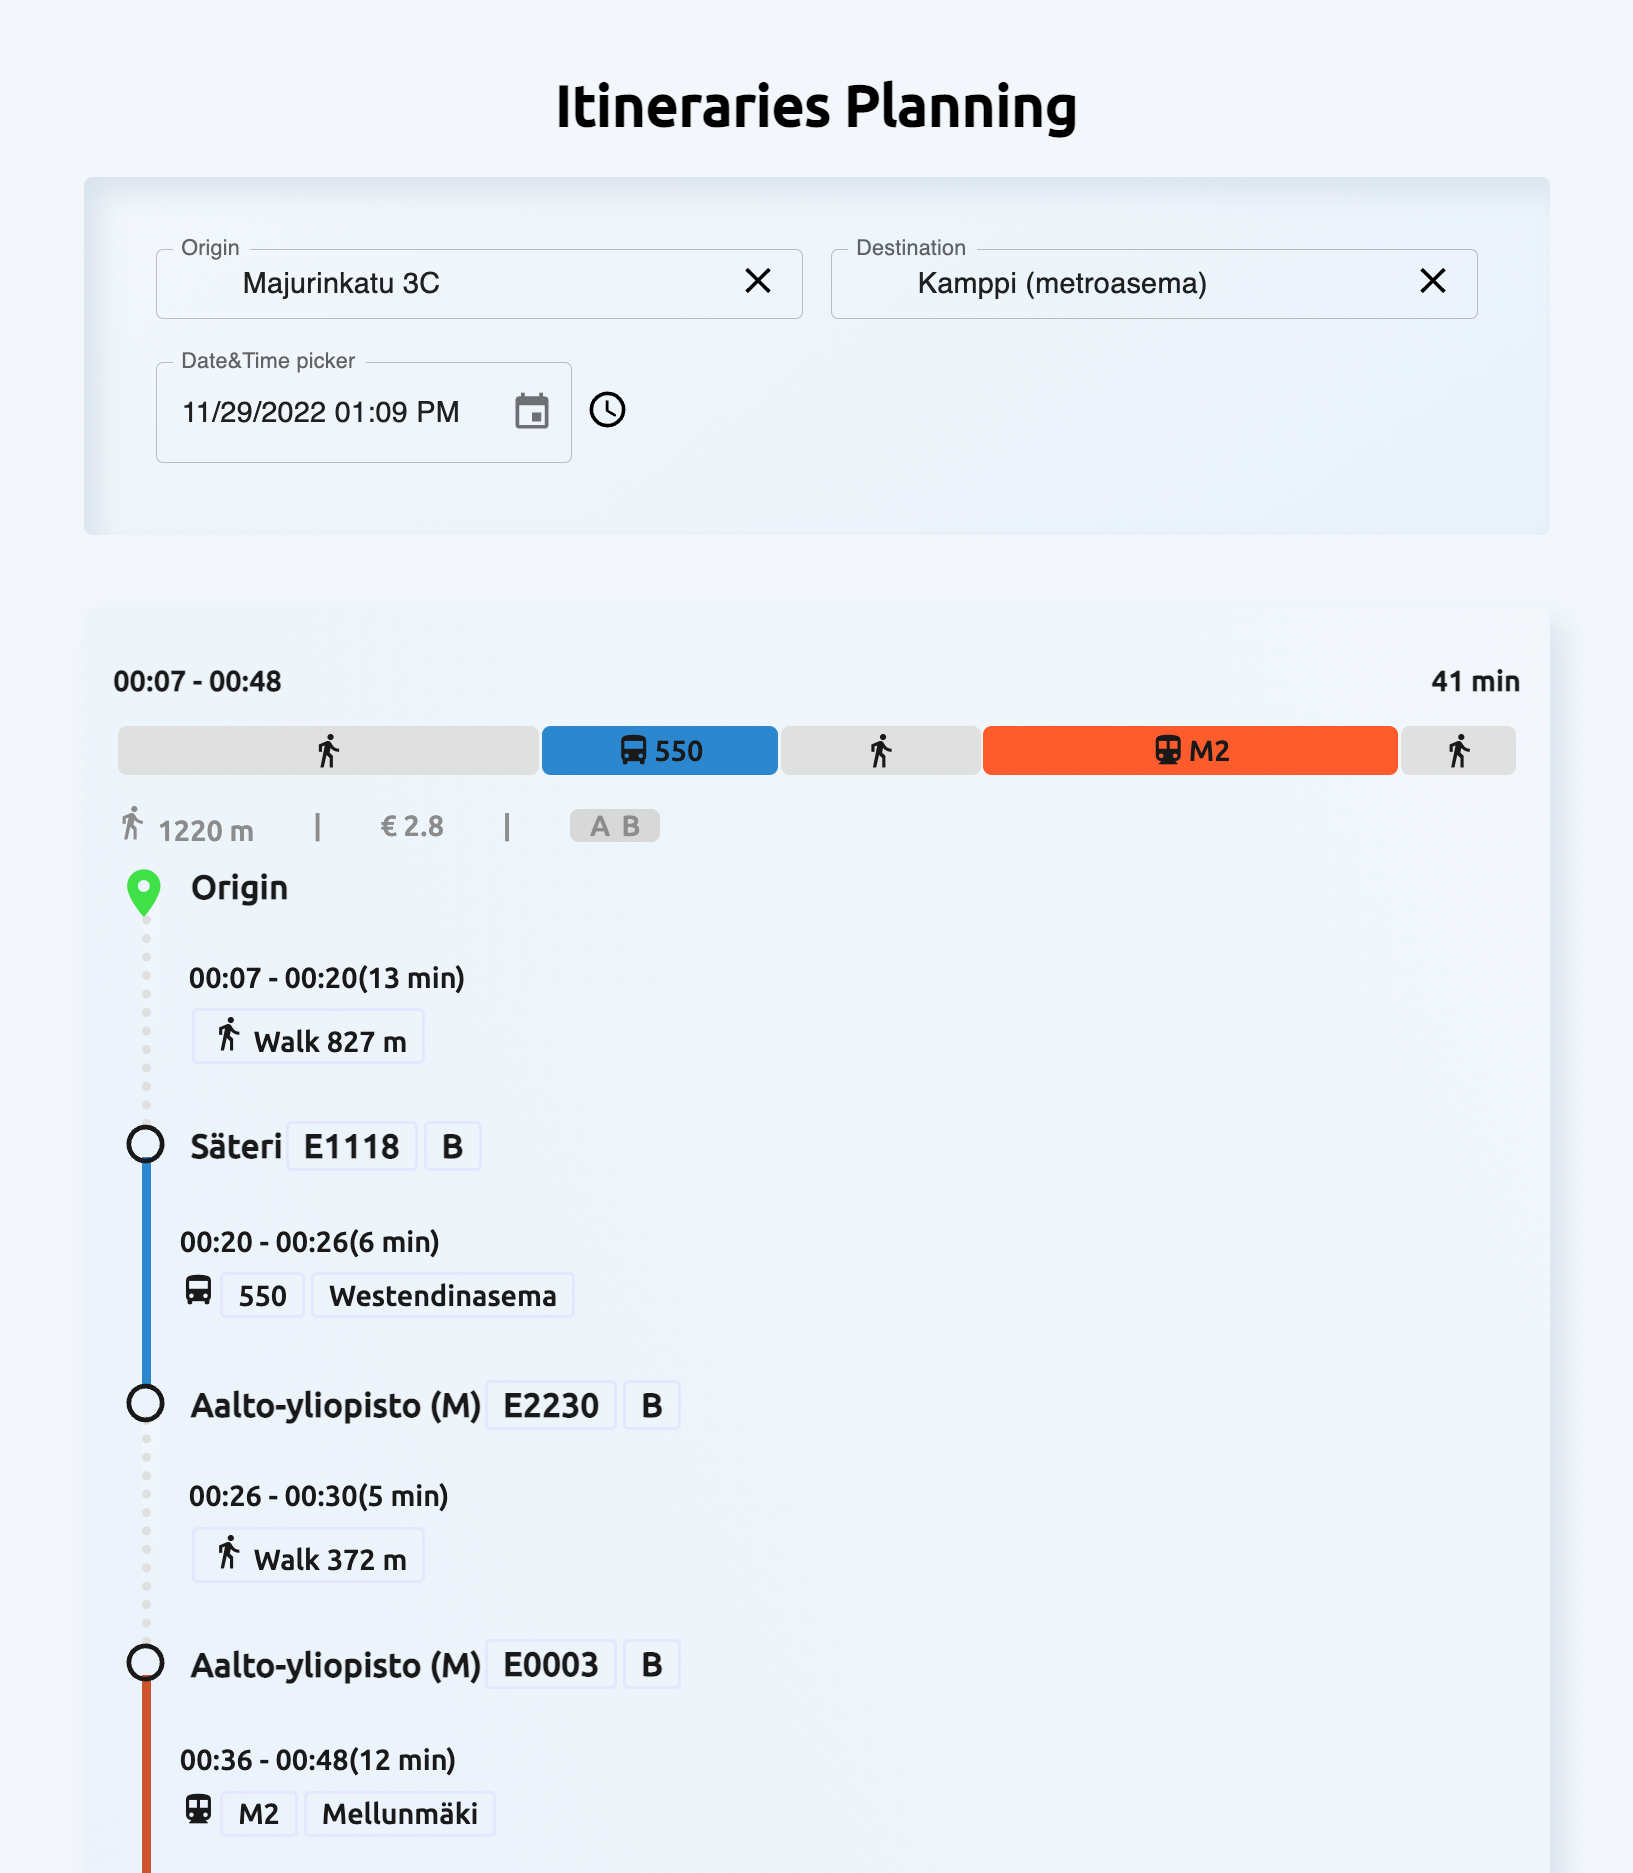 Itineraries Planning
Origin
Majurinkatu 3C
Destination
Kamppi (metroasema)
Date&Time picker
11/29/2022 01:09 PM
00:07 - 00:48
41 min
550
M2
1220 m | € 2.8 | A B
Origin
00:07 - 00:20(13 min)
Walk 827 m
Säteri E1118 B
00:20 - 00:26(6 min)
550 Westendinasema
Aalto-yliopisto (M) E2230 B
00:26 - 00:30(5 min)
Walk 372 m
Aalto-yliopisto (M) E0003 B
00:36 - 00:48(12 min)
M2 Mellunmäki